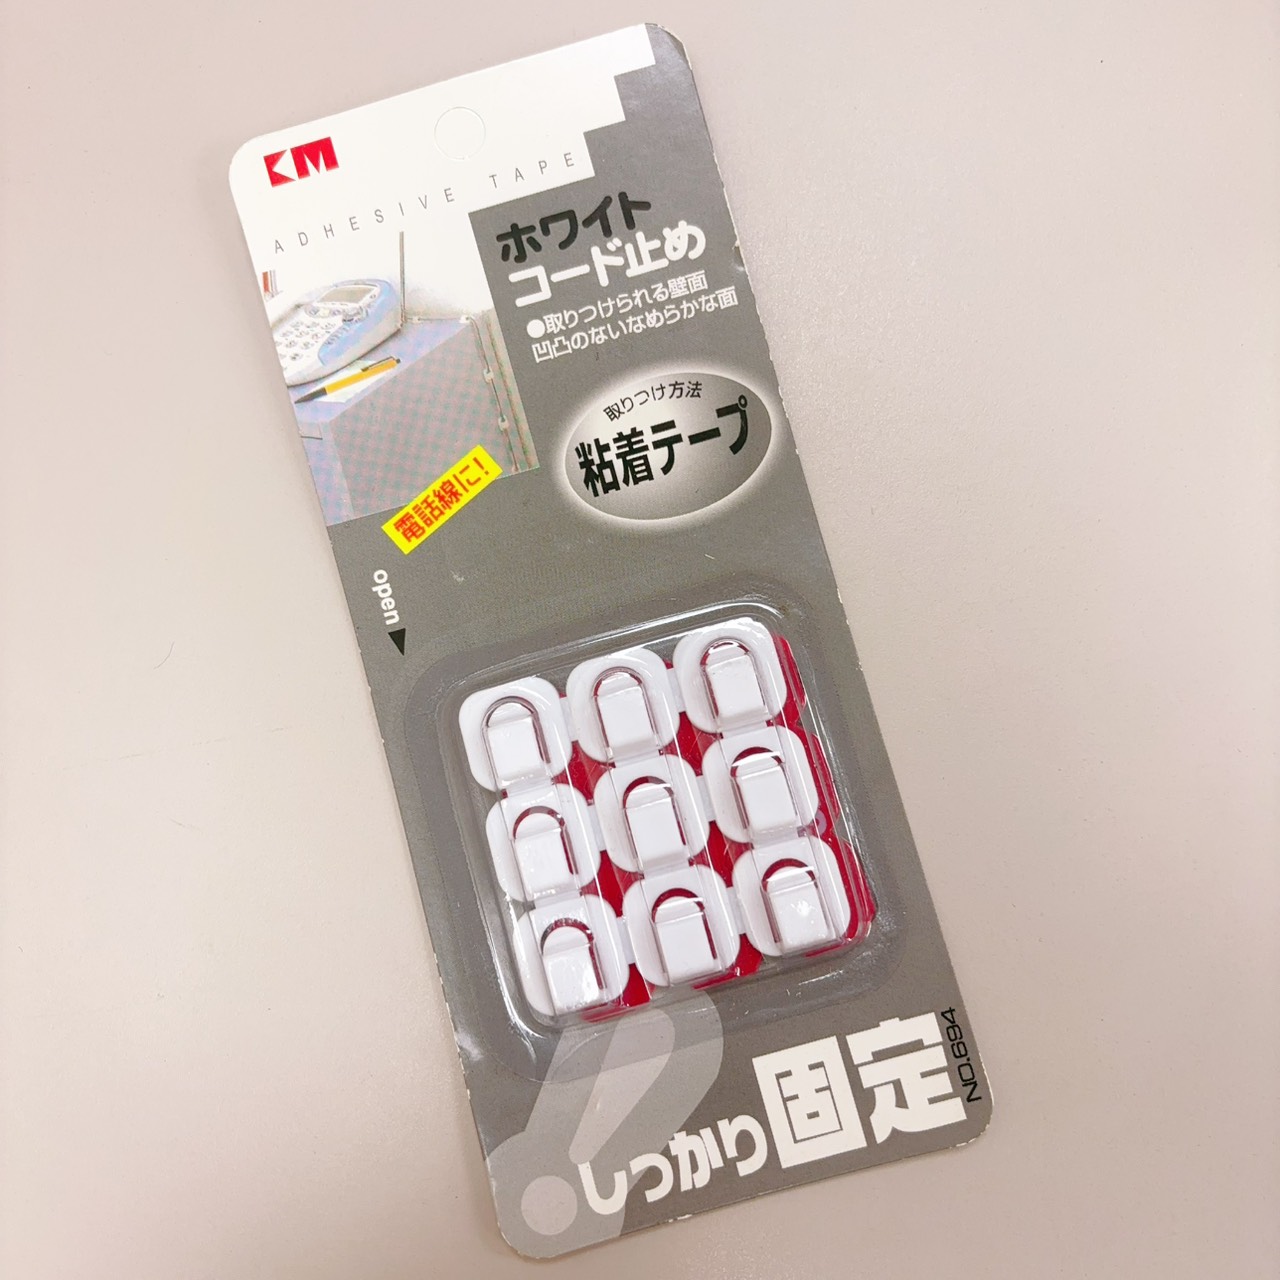 KM
ADHESIVE TAPE
ホワイト
コード止め
●取りつけられる壁面
凹凸のないなめらかな面
取りつけ方法
粘着テープ
電話線に!
open▼
しっかり固定
NO.694